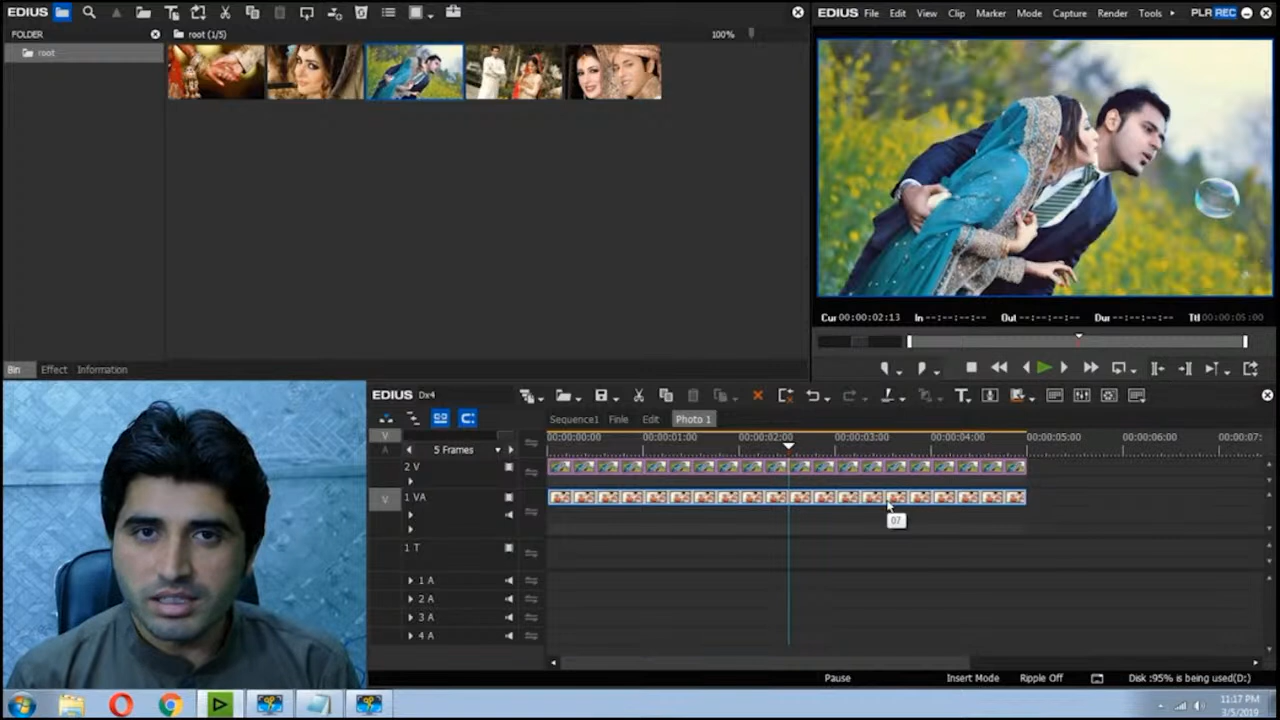 EDIUS
FOLDER
root
root (1/5)
100%
Bin Effect Information
EDIUS File Edit View Clip Marker Mode Capture Render Tools PLR REC
Cur 00:00:02:13 In --:--:--:-- Out --:--:--:-- Dur --:--:--:-- Ttl 00:00:05:00
EDIUS Dx4
Sequence1 Finle Edit Photo 1
V
A
5 Frames
00:00:00:00 00:00:01:00 00:00:02:00 00:00:03:00 00:00:04:00 00:00:05:00 00:00:06:00 00:00:07:
2 V
V
1 VA
07
1 T
1 A
2 A
3 A
4 A
Pause Insert Mode Ripple Off Disk :95% is being used(D:)
11:17 PM
3/5/2019